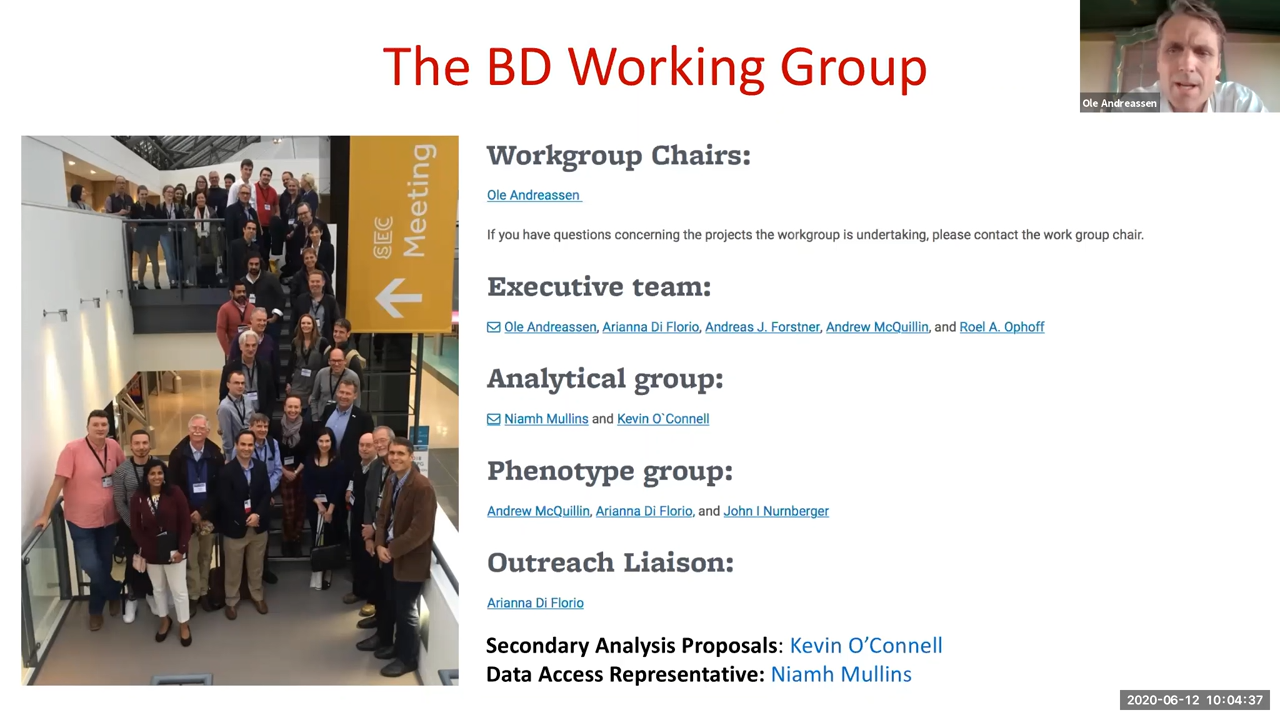 The BD Working Group
Ole Andreassen
SEC
Meeting
Workgroup Chairs:
Ole Andreassen
If you have questions concerning the projects the workgroup is undertaking, please contact the work group chair.
Executive team:
Ole Andreassen, Arianna Di Florio, Andreas J. Forstner, Andrew McQuillin, and Roel A. Ophoff
Analytical group:
Niamh Mullins and Kevin O`Connell
Phenotype group:
Andrew McQuillin, Arianna Di Florio, and John I Nurnberger
Outreach Liaison:
Arianna Di Florio
Secondary Analysis Proposals: Kevin O’Connell
Data Access Representative: Niamh Mullins
2020-06-12 10:04:37